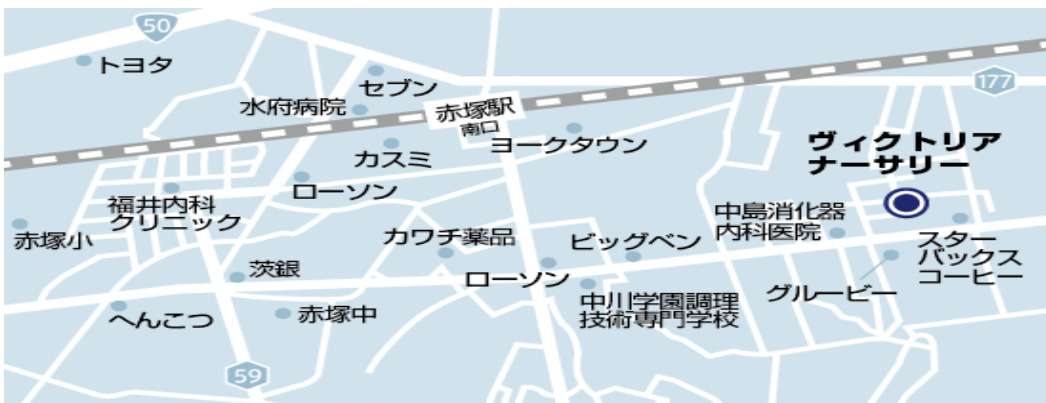 50
トヨタ
セブン
水府病院
赤塚駅
南口
177
カスミ
ヨークタウン
ヴィクトリア
ナーサリー
ローソン
福井内科
クリニック
赤塚小
カワチ薬品
ビッグベン
中島消化器
内科医院
スター
バックス
コーヒー
茨銀
ローソン
グルービー
へんこつ
赤塚中
中川学園調理
技術専門学校
59